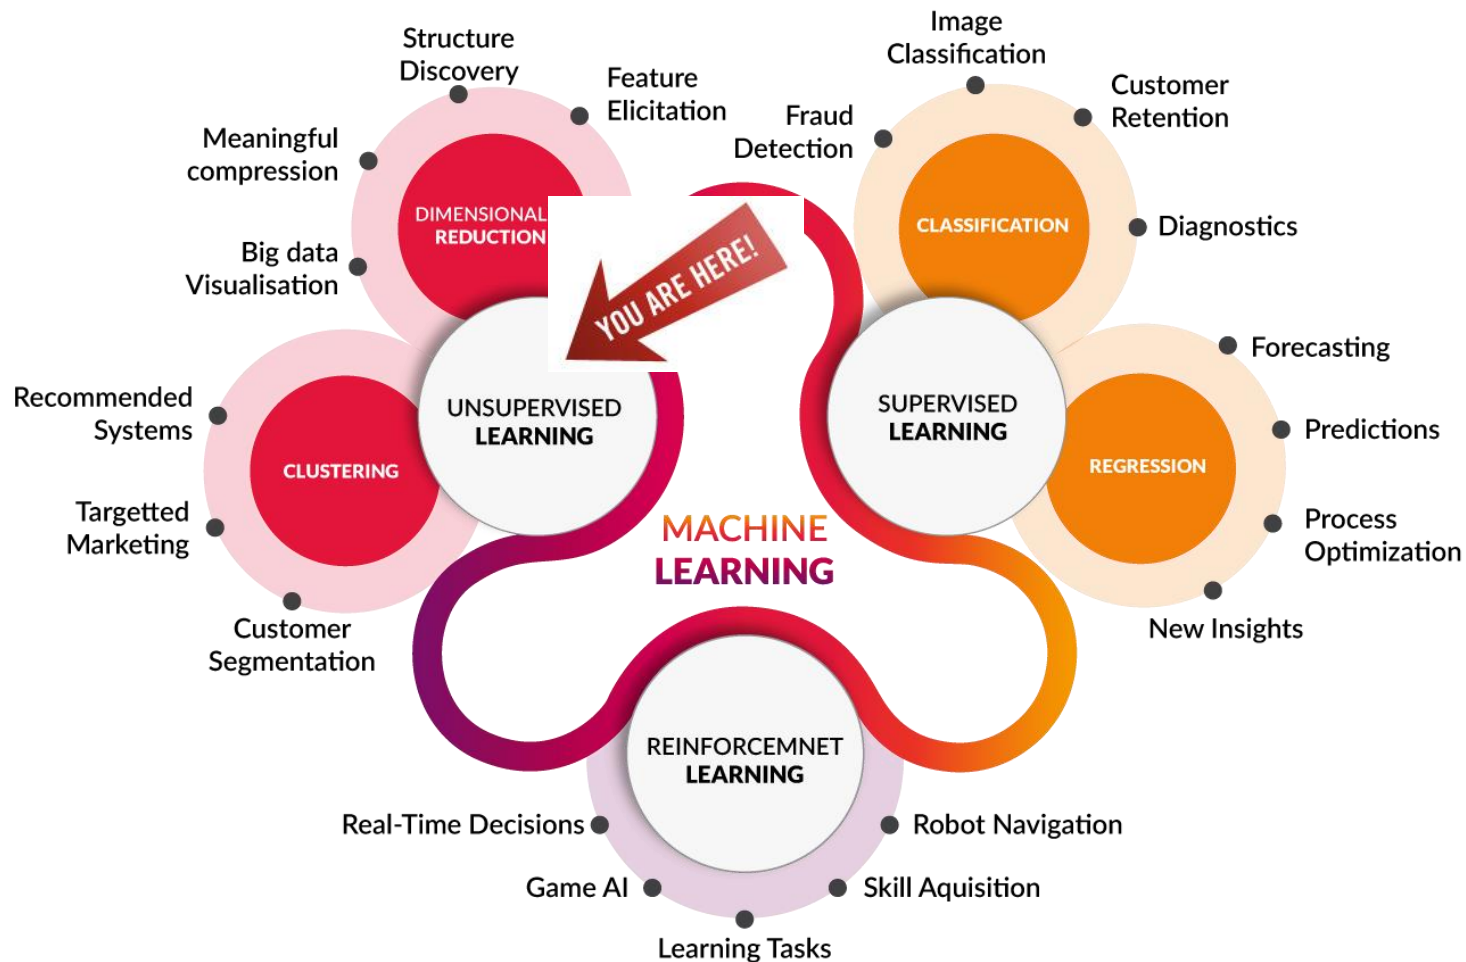 Structure
Discovery
Feature
Elicitation
Meaningful
compression
Big data
Visualisation
DIMENSIONAL
REDUCTION
YOU ARE HERE!
Recommended
Systems
Targetted
Marketing
Customer
Segmentation
CLUSTERING
UNSUPERVISED
LEARNING
Image
Classification
Fraud
Detection
Customer
Retention
Diagnostics
CLASSIFICATION
SUPERVISED
LEARNING
Forecasting
Predictions
Process
Optimization
New Insights
REGRESSION
MACHINE
LEARNING
REINFORCEMNET
LEARNING
Real-Time Decisions
Game AI
Learning Tasks
Skill Aquisition
Robot Navigation